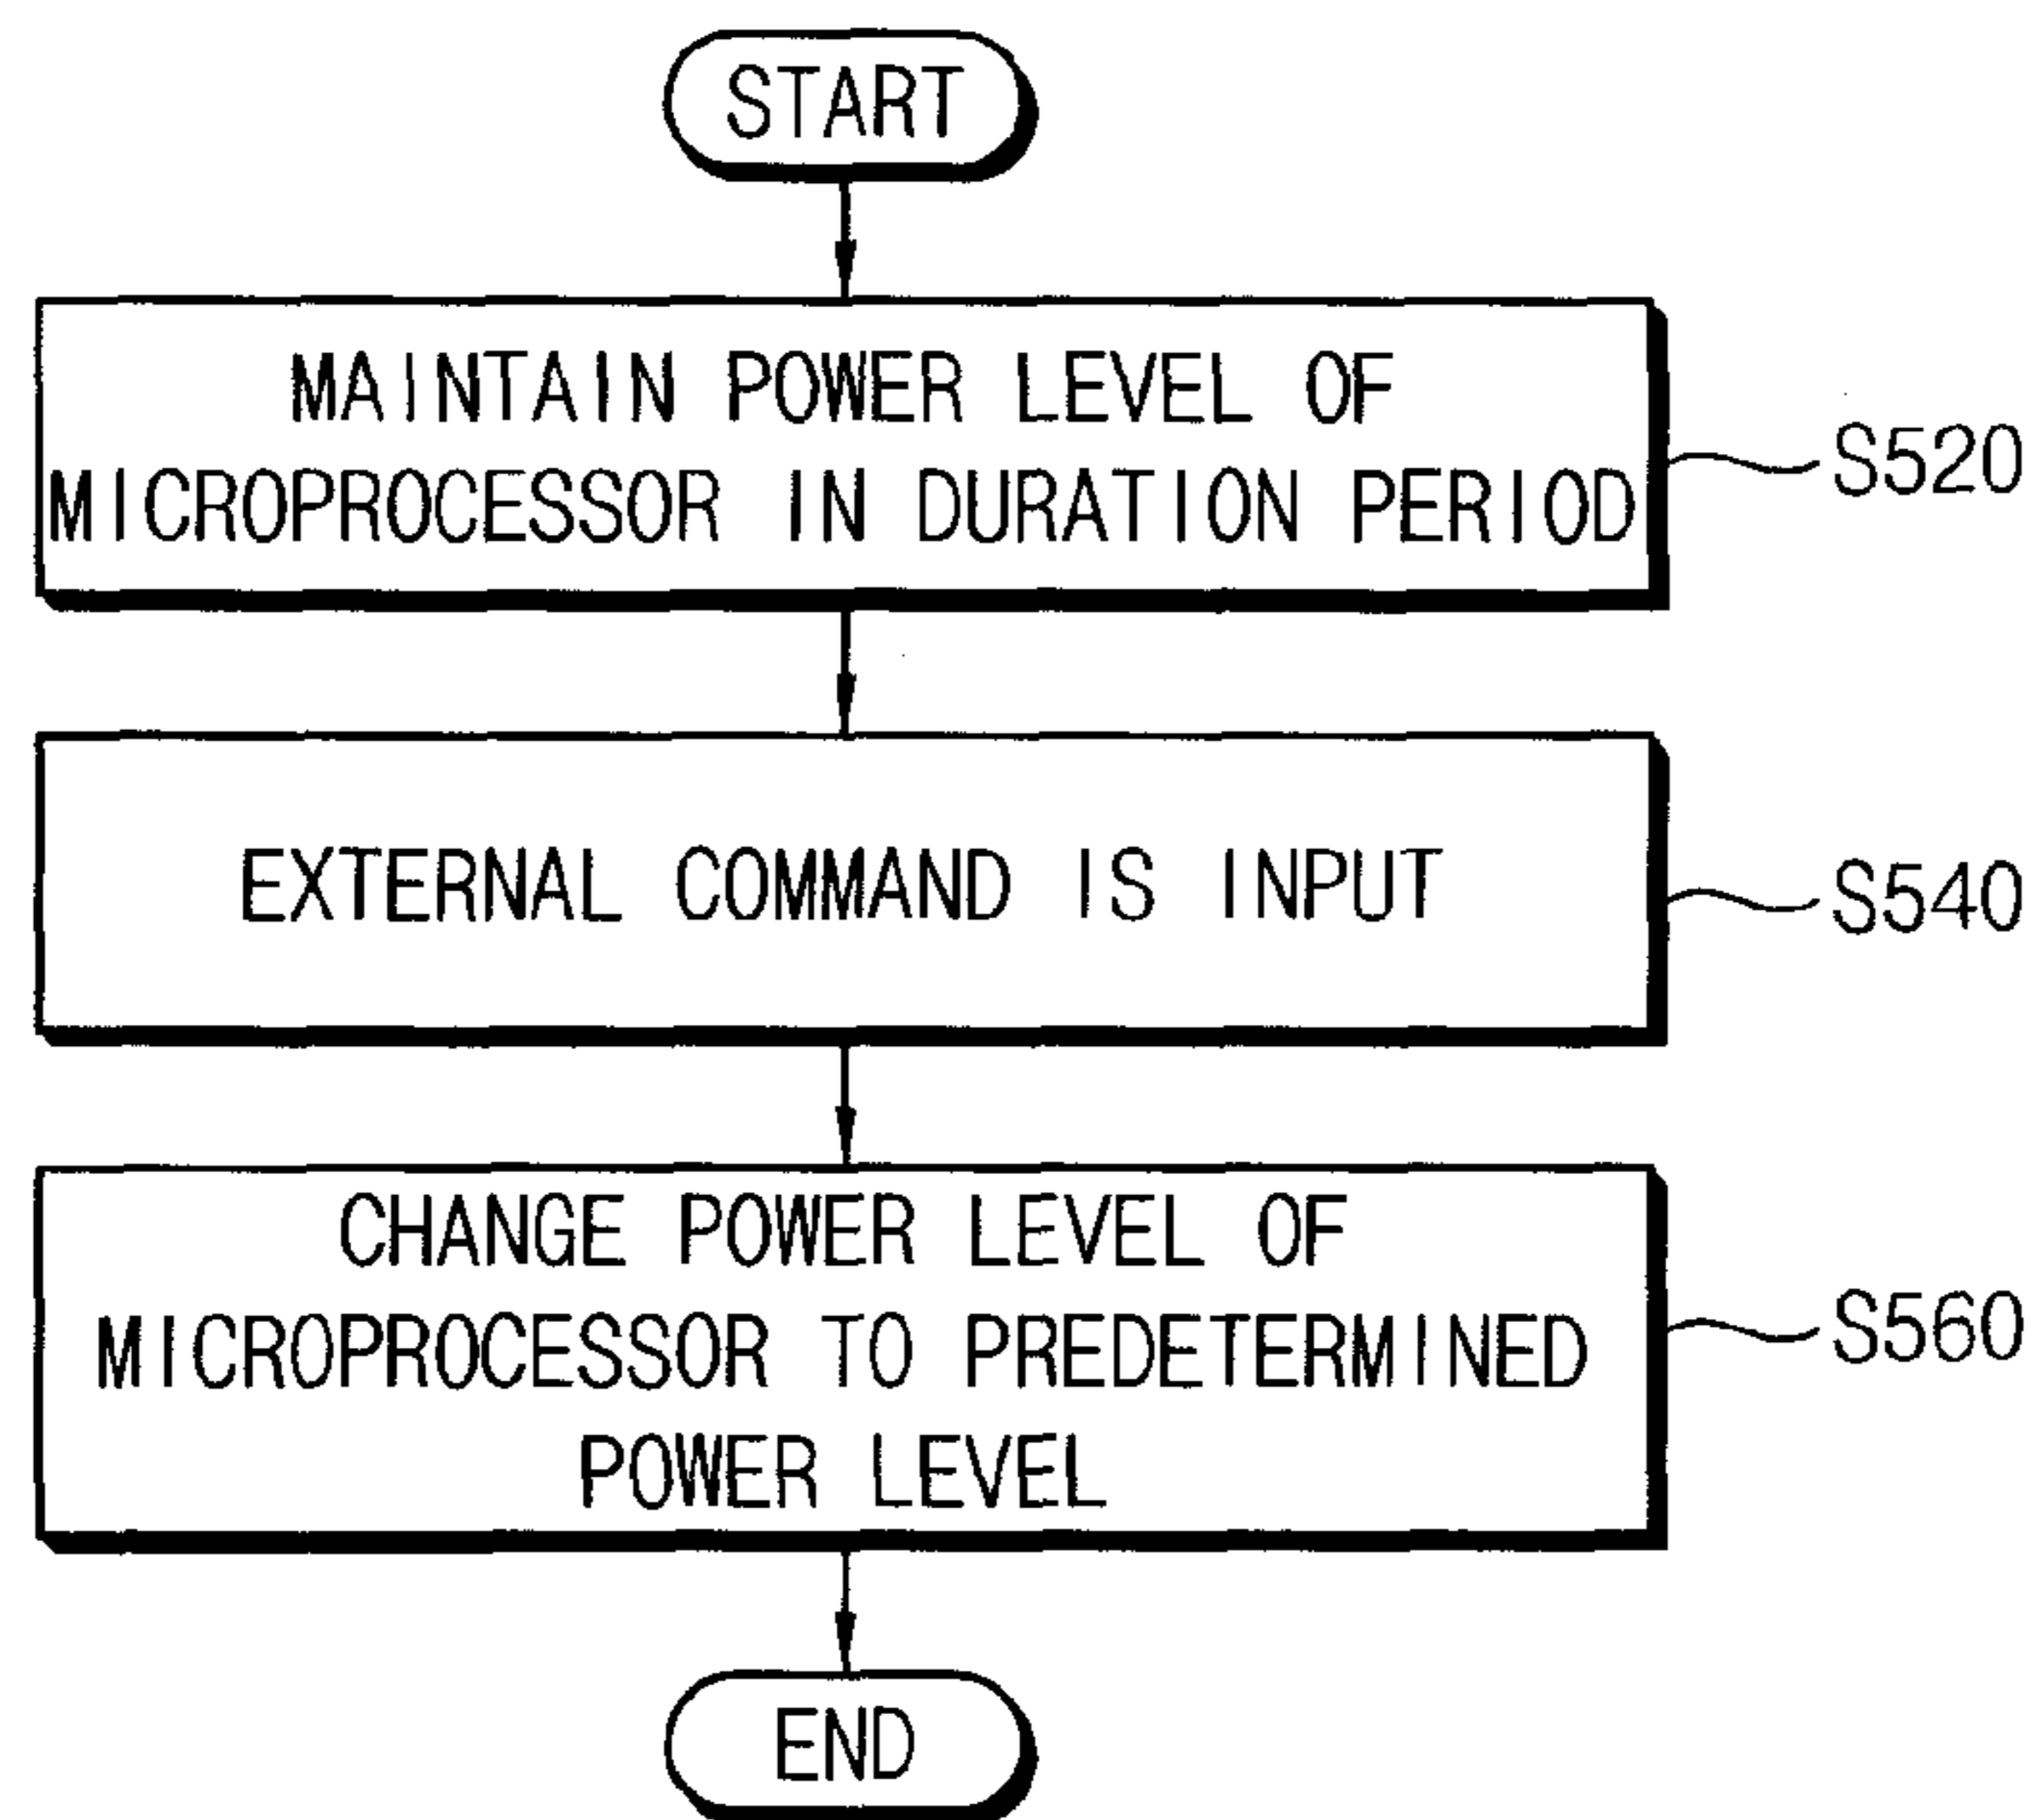 START
MAINTAIN POWER LEVEL OF
MICROPROCESSOR IN DURATION PERIOD
S520
EXTERNAL COMMAND IS INPUT
S540
CHANGE POWER LEVEL OF
MICROPROCESSOR TO PREDETERMINED
POWER LEVEL
S560
END